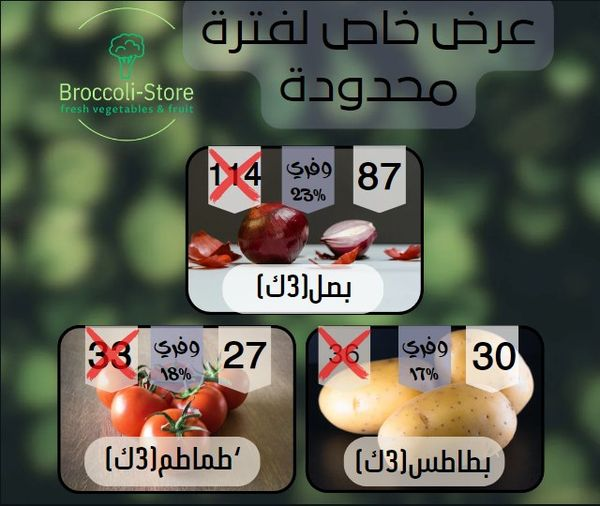 عرض خاص لفترة
محدودة
Broccoli-Store
fresh vegetables & fruit
114
وفري
23%
87
بصل(3ك)
33
وفري
18%
27
طماطم(3ك)‘
36
وفري
17%
30
بطاطس(3ك)